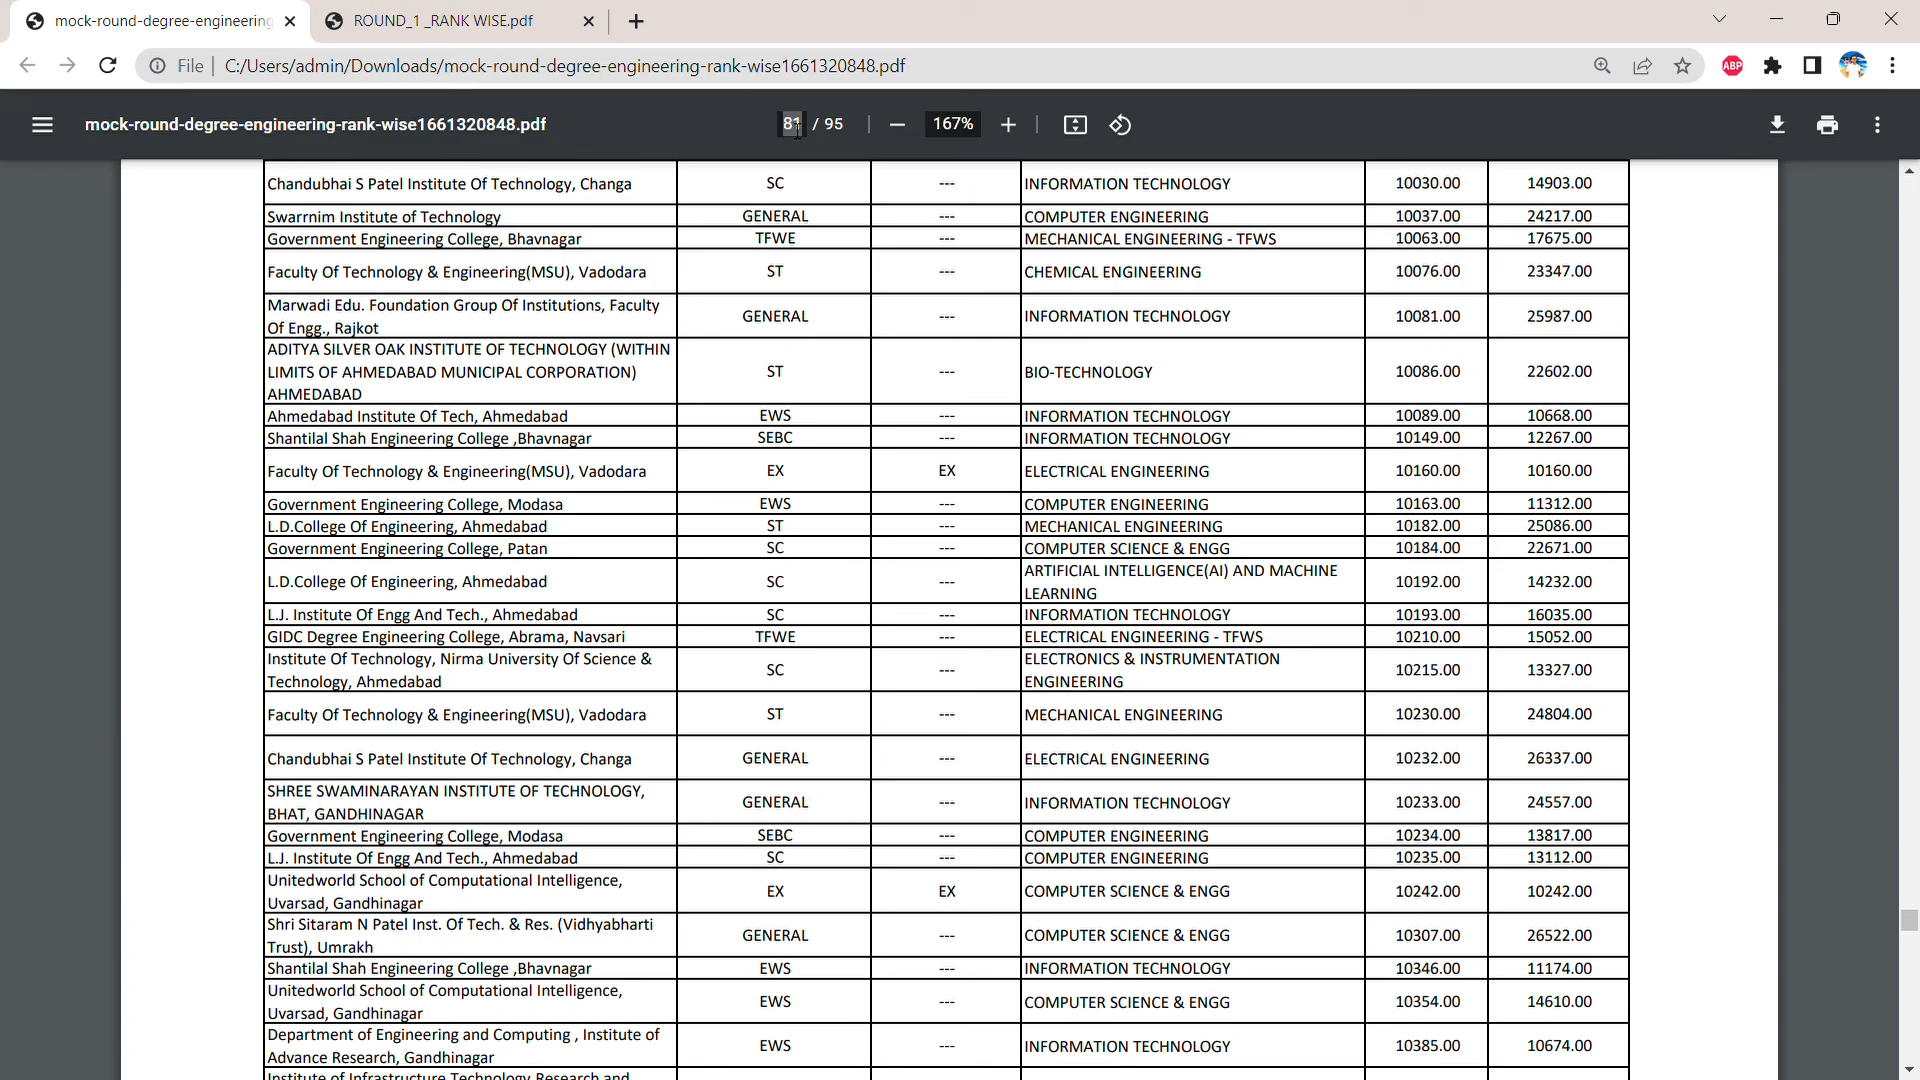 mock-round-degree-engineering
ROUND_1 _RANK WISE.pdf
File
C:/Users/admin/Downloads/mock-round-degree-engineering-rank-wise1661320848.pdf
ABP
mock-round-degree-engineering-rank-wise1661320848.pdf
81 / 95
167%
Chandubhai S Patel Institute Of Technology, Changa SC --- INFORMATION TECHNOLOGY 10030.00 14903.00
Swarrnim Institute of Technology GENERAL --- COMPUTER ENGINEERING 10037.00 24217.00
Government Engineering College, Bhavnagar TFWE --- MECHANICAL ENGINEERING - TFWS 10063.00 17675.00
Faculty Of Technology & Engineering(MSU), Vadodara ST --- CHEMICAL ENGINEERING 10076.00 23347.00
Marwadi Edu. Foundation Group Of Institutions, Faculty
Of Engg., Rajkot GENERAL --- INFORMATION TECHNOLOGY 10081.00 25987.00
ADITYA SILVER OAK INSTITUTE OF TECHNOLOGY (WITHIN
LIMITS OF AHMEDABAD MUNICIPAL CORPORATION) ST --- BIO-TECHNOLOGY 10086.00 22602.00
AHMEDABAD
Ahmedabad Institute Of Tech, Ahmedabad EWS --- INFORMATION TECHNOLOGY 10089.00 10668.00
Shantilal Shah Engineering College ,Bhavnagar SEBC --- INFORMATION TECHNOLOGY 10149.00 12267.00
Faculty Of Technology & Engineering(MSU), Vadodara EX EX ELECTRICAL ENGINEERING 10160.00 10160.00
Government Engineering College, Modasa EWS --- COMPUTER ENGINEERING 10163.00 11312.00
L.D.College Of Engineering, Ahmedabad ST --- MECHANICAL ENGINEERING 10182.00 25086.00
Government Engineering College, Patan SC --- COMPUTER SCIENCE & ENGG 10184.00 22671.00
L.D.College Of Engineering, Ahmedabad SC --- ARTIFICIAL INTELLIGENCE(AI) AND MACHINE
LEARNING 10192.00 14232.00
L.J. Institute Of Engg And Tech., Ahmedabad SC --- INFORMATION TECHNOLOGY 10193.00 16035.00
GIDC Degree Engineering College, Abrama, Navsari TFWE --- ELECTRICAL ENGINEERING - TFWS 10210.00 15052.00
Institute Of Technology, Nirma University Of Science &
Technology, Ahmedabad SC --- ELECTRONICS & INSTRUMENTATION
ENGINEERING 10215.00 13327.00
Faculty Of Technology & Engineering(MSU), Vadodara ST --- MECHANICAL ENGINEERING 10230.00 24804.00
Chandubhai S Patel Institute Of Technology, Changa GENERAL --- ELECTRICAL ENGINEERING 10232.00 26337.00
SHREE SWAMINARAYAN INSTITUTE OF TECHNOLOGY,
BHAT, GANDHINAGAR GENERAL --- INFORMATION TECHNOLOGY 10233.00 24557.00
Government Engineering College, Modasa SEBC --- COMPUTER ENGINEERING 10234.00 13817.00
L.J. Institute Of Engg And Tech., Ahmedabad SC --- COMPUTER ENGINEERING 10235.00 13112.00
Unitedworld School of Computational Intelligence,
Uvarsad, Gandhinagar EX EX COMPUTER SCIENCE & ENGG 10242.00 10242.00
Shri Sitaram N Patel Inst. Of Tech. & Res. (Vidhyabharti
Trust), Umrakh GENERAL --- COMPUTER SCIENCE & ENGG 10307.00 26522.00
Shantilal Shah Engineering College ,Bhavnagar EWS --- INFORMATION TECHNOLOGY 10346.00 11174.00
Unitedworld School of Computational Intelligence,
Uvarsad, Gandhinagar EWS --- COMPUTER SCIENCE & ENGG 10354.00 14610.00
Department of Engineering and Computing , Institute of
Advance Research, Gandhinagar EWS --- INFORMATION TECHNOLOGY 10385.00 10674.00
Institute of Infrastructure Technology Research and